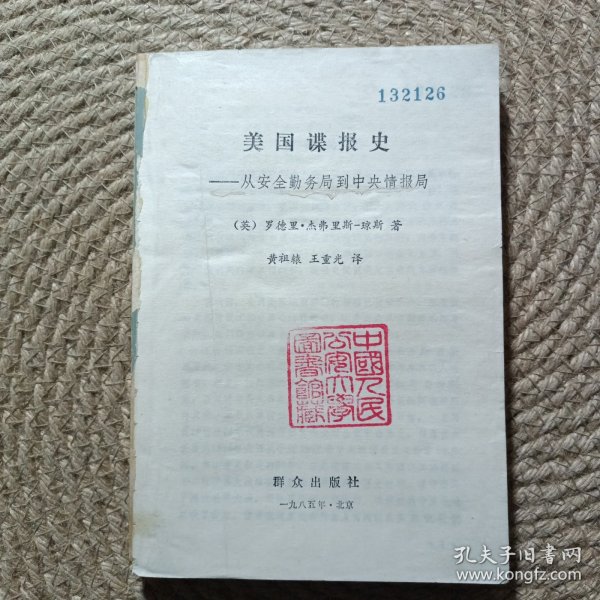 132126
美国谍报史
——从安全勤务局到中央情报局
（英）罗德里·杰弗里斯-琼斯 著
黄祖辕 王重光 译
中國人民
公安大學
圖書館藏
群众出版社
一九八五年·北京
孔夫子旧书网
www.kongfz.com